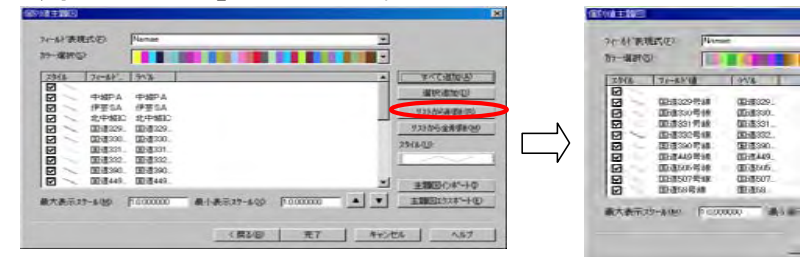 個別値主題図
フィールド表現式(E): Namae
カラー選択(C):
スタイル フィールド... ラベル
中城PA 中城PA
伊芸SA 伊芸SA
北中城IC 北中城IC
国道329... 国道329...
国道330... 国道330...
国道331... 国道331...
国道332... 国道332...
国道390... 国道390...
国道449... 国道449...
すべて追加(A)
選択追加(D)
リストから削除(R)
リストから全削除(M)
スタイル(L):
主題図インポート(I)
主題図エクスポート(E)
最大表示スケール(M): 1:0.000000 最小表示スケール(X): 1:0.000000
< 戻る(B) 完了 キャンセル ヘルプ
個別値主題図
フィールド表現式(E): Namae
カラー選択(C):
スタイル フィールド値 ラベル
国道329号線 国道329...
国道330号線 国道330...
国道331号線 国道331...
国道332号線 国道332...
国道390号線 国道390...
国道449号線 国道449...
国道505号線 国道505...
国道507号線 国道507...
国道58号線 国道58...
最大表示スケール(M): 1:0.000000